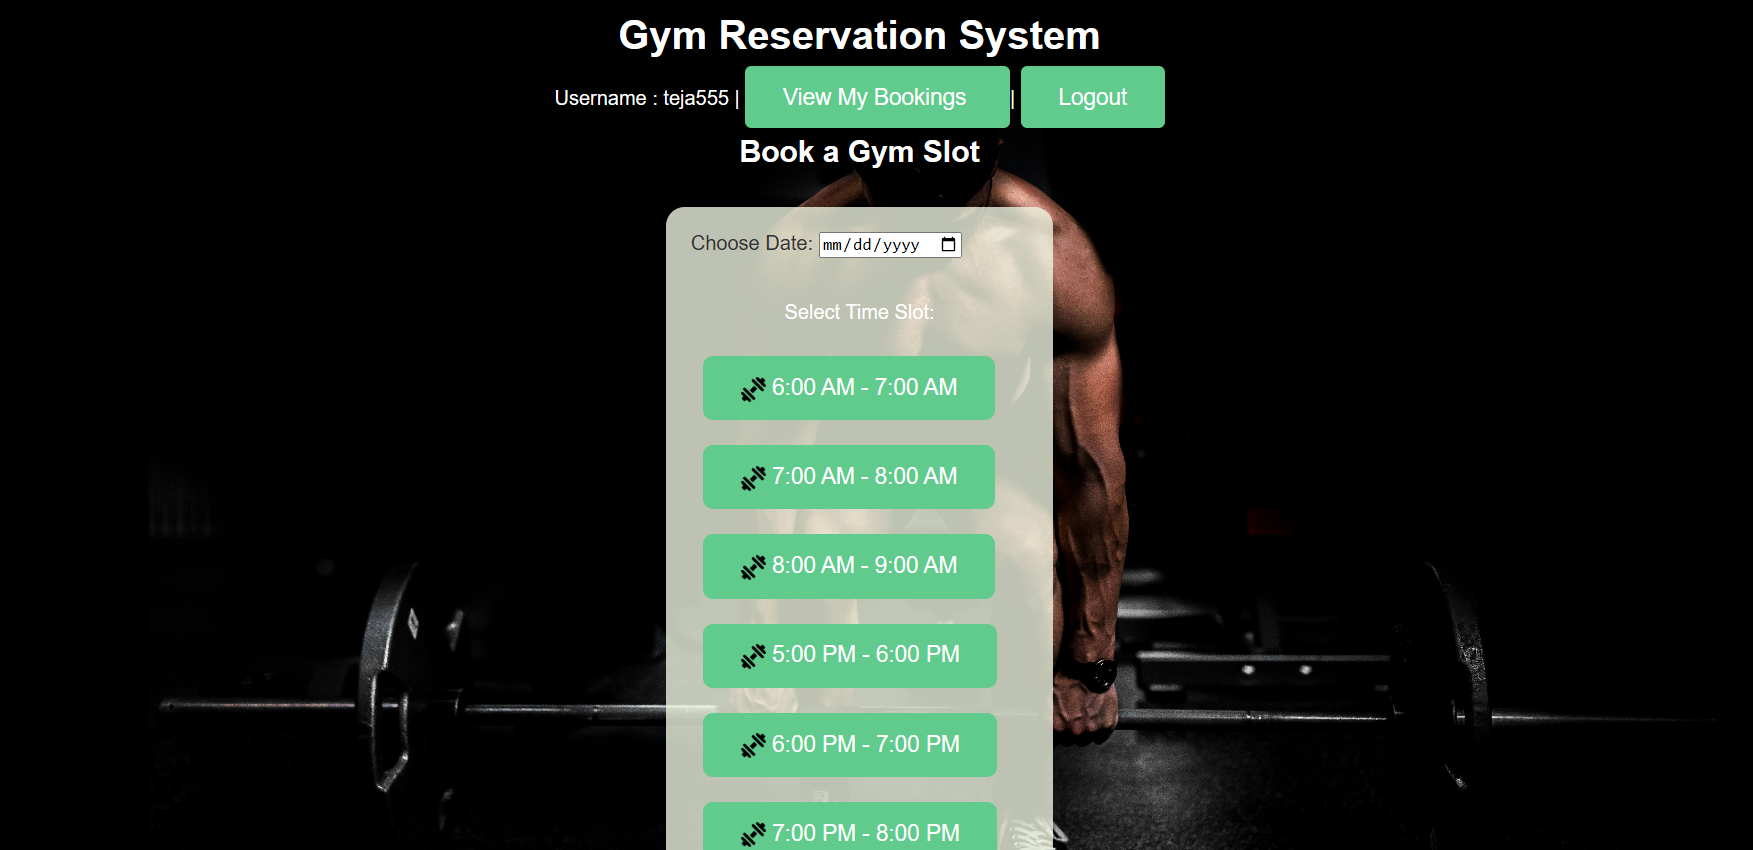 Gym Reservation System
Username : teja555 | View My Bookings | Logout
Book a Gym Slot
Choose Date: mm/dd/yyyy
Select Time Slot:
6:00 AM - 7:00 AM
7:00 AM - 8:00 AM
8:00 AM - 9:00 AM
5:00 PM - 6:00 PM
6:00 PM - 7:00 PM
7:00 PM - 8:00 PM